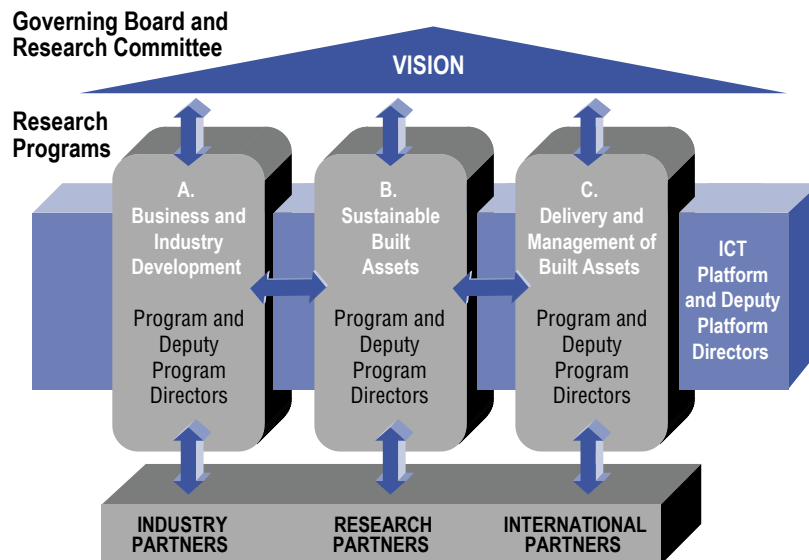 Governing Board and
Research Committee
VISION
Research
Programs
A.
Business and
Industry
Development
Program and
Deputy
Program
Directors
B.
Sustainable
Built
Assets
Program and
Deputy
Program
Directors
C.
Delivery and
Management of
Built Assets
Program and
Deputy
Program
Directors
ICT
Platform
and Deputy
Platform
Directors
INDUSTRY
PARTNERS
RESEARCH
PARTNERS
INTERNATIONAL
PARTNERS